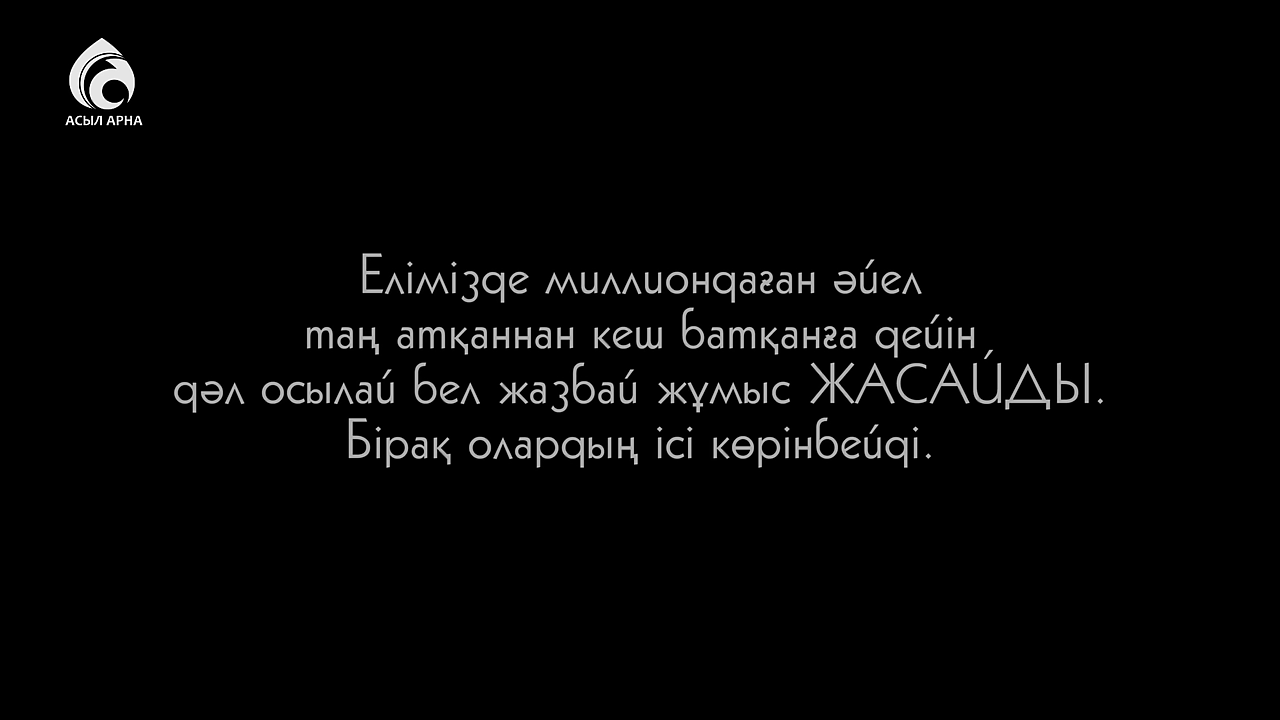 АСЫЛ АРНА
Елімізде миллиондаған әйел
таң атқаннан кеш батқанға дейін
дәл осылай бел жазбай жұмыс ЖАСАЙДЫ.
Бірақ олардың ісі көрінбейді.